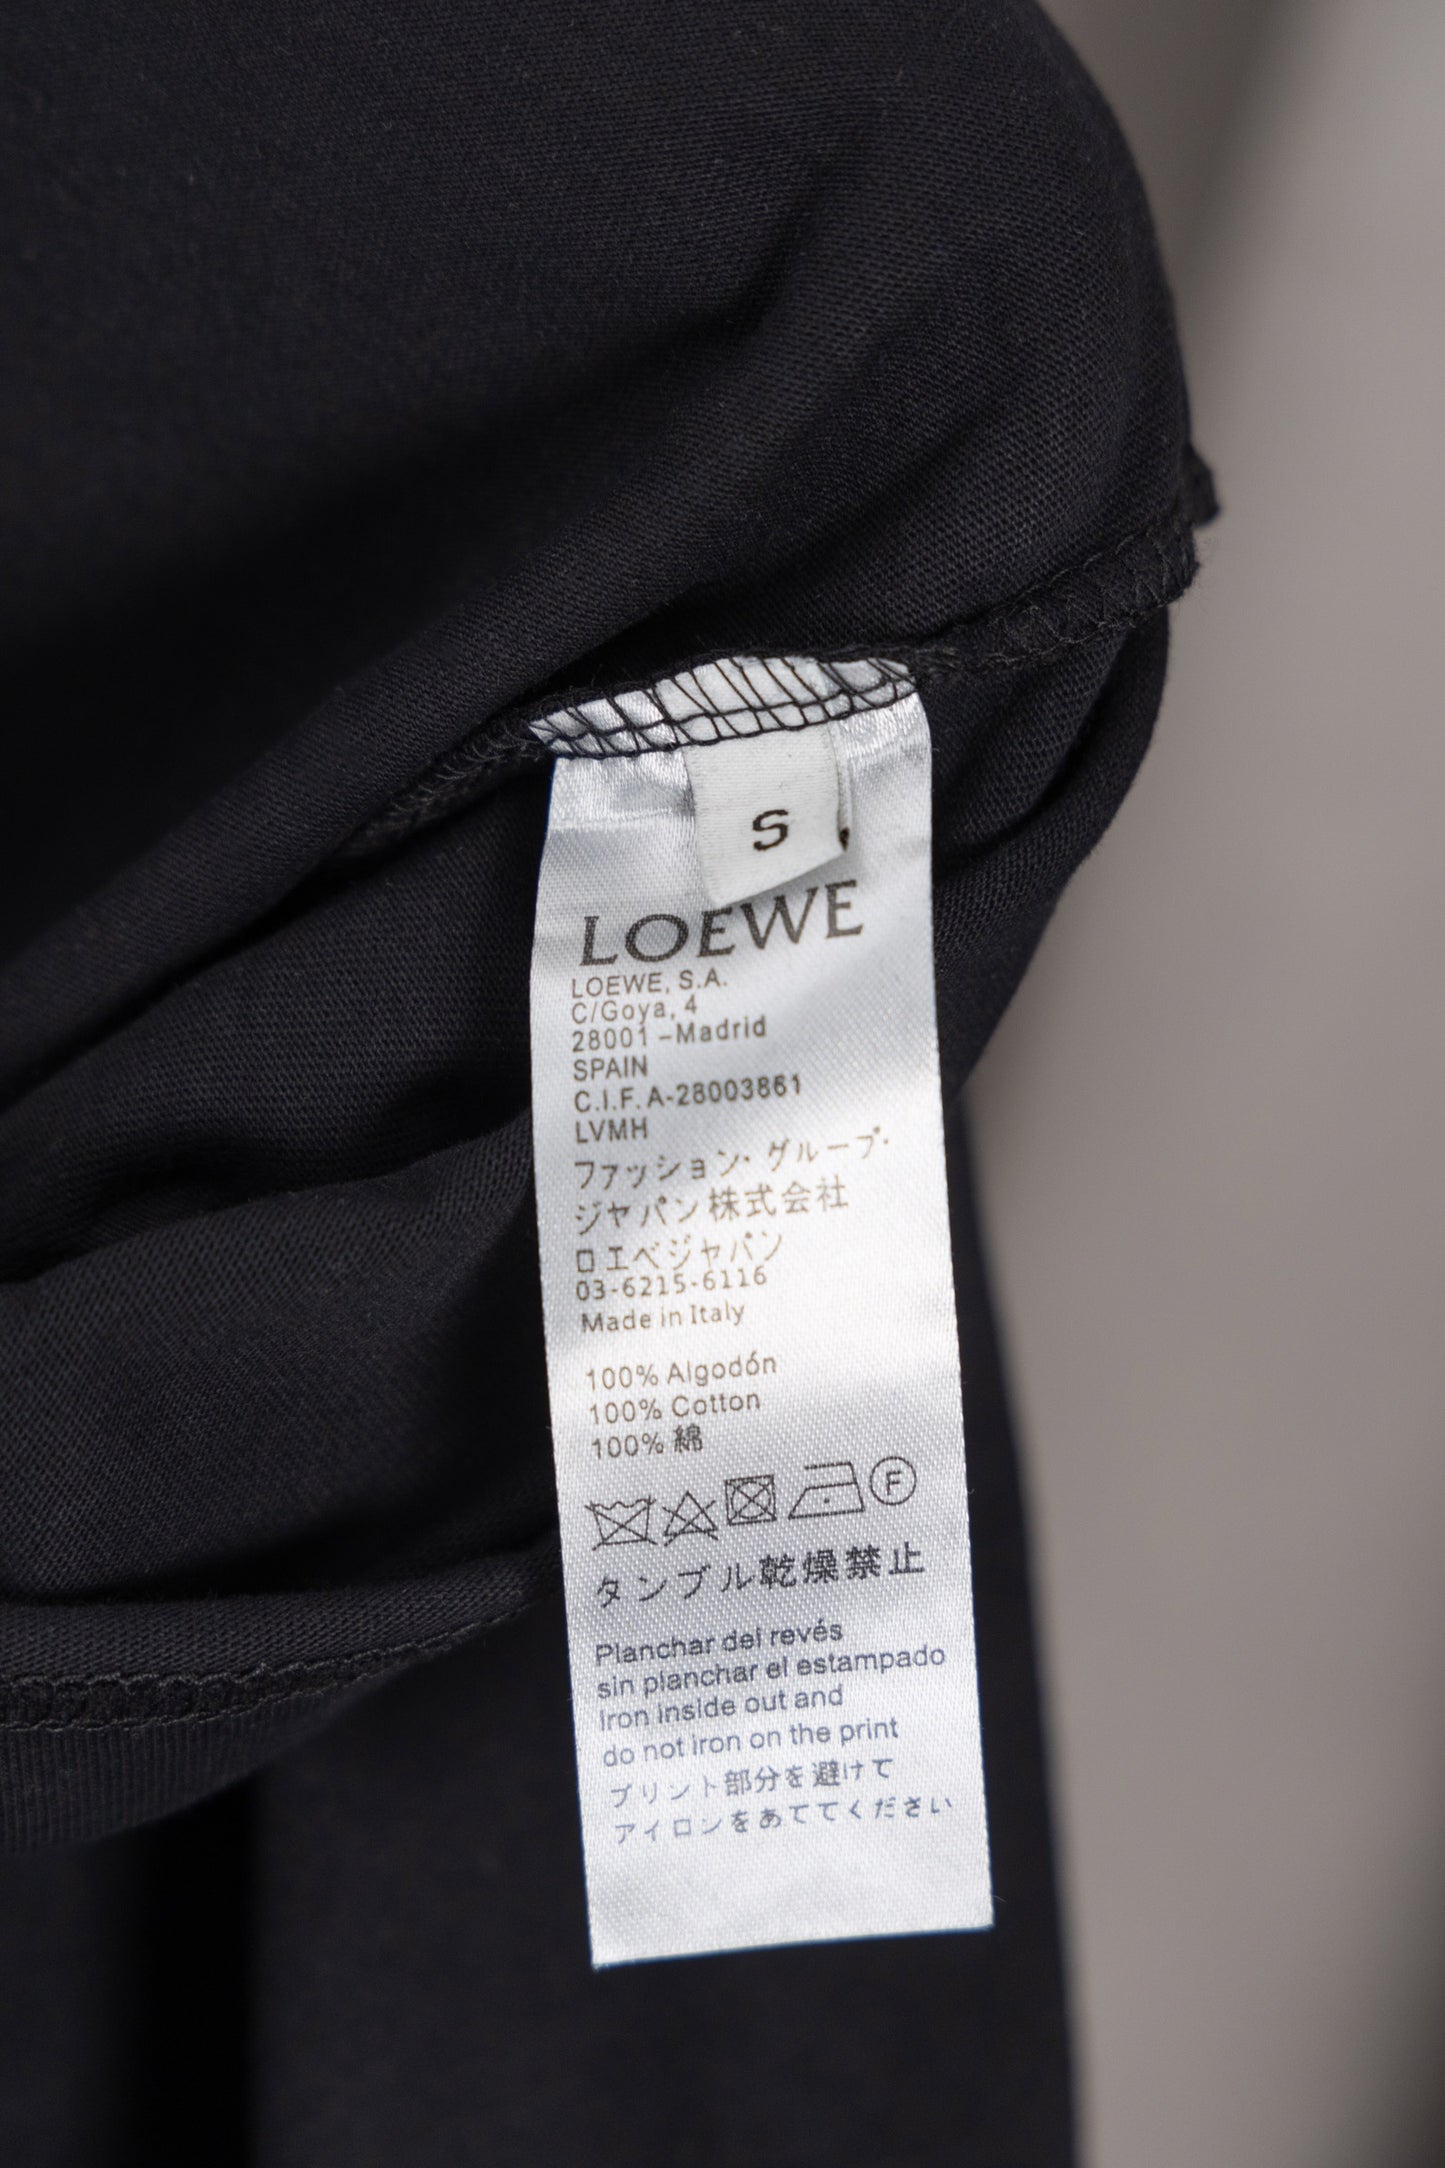 S
LOEWE
LOEWE, S.A.
C/Goya, 4
28001 –Madrid
SPAIN
C.I.F. A-28003861
LVMH
ファッション・グループ・
ジャパン株式会社
ロエベジャパン
03-6215-6116
Made in Italy
100% Algodón
100% Cotton
100% 綿
F
タンブル乾燥禁止
Planchar del revés
sin planchar el estampado
Iron inside out and
do not iron on the print
プリント部分を避けて
アイロンをあててください